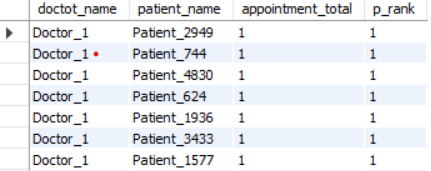 doctot_name patient_name appointment_total p_rank
Doctor_1 Patient_2949 1 1
Doctor_1 Patient_744 1 1
Doctor_1 Patient_4830 1 1
Doctor_1 Patient_624 1 1
Doctor_1 Patient_1936 1 1
Doctor_1 Patient_3433 1 1
Doctor_1 Patient_1577 1 1